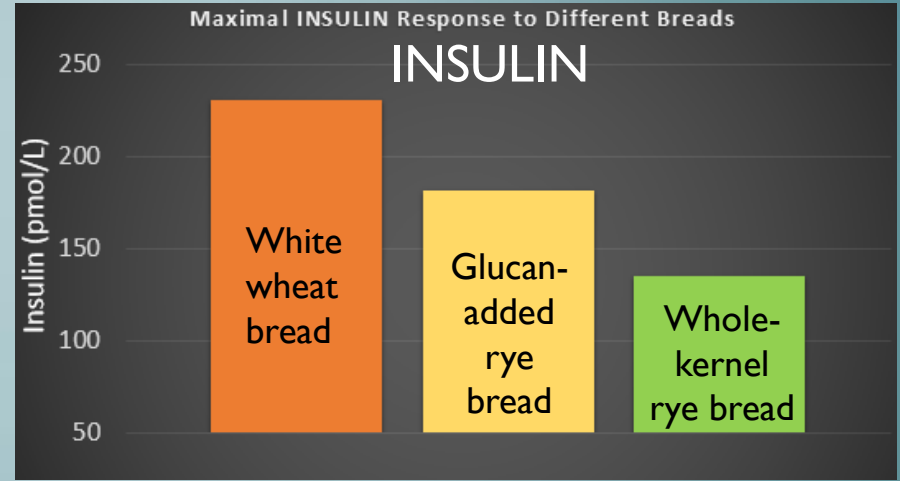 Maximal INSULIN Response to Different Breads
INSULIN
Insulin (pmol/L)
250
200
150
100
50
White
wheat
bread
Glucan-
added
rye
bread
Whole-
kernel
rye bread